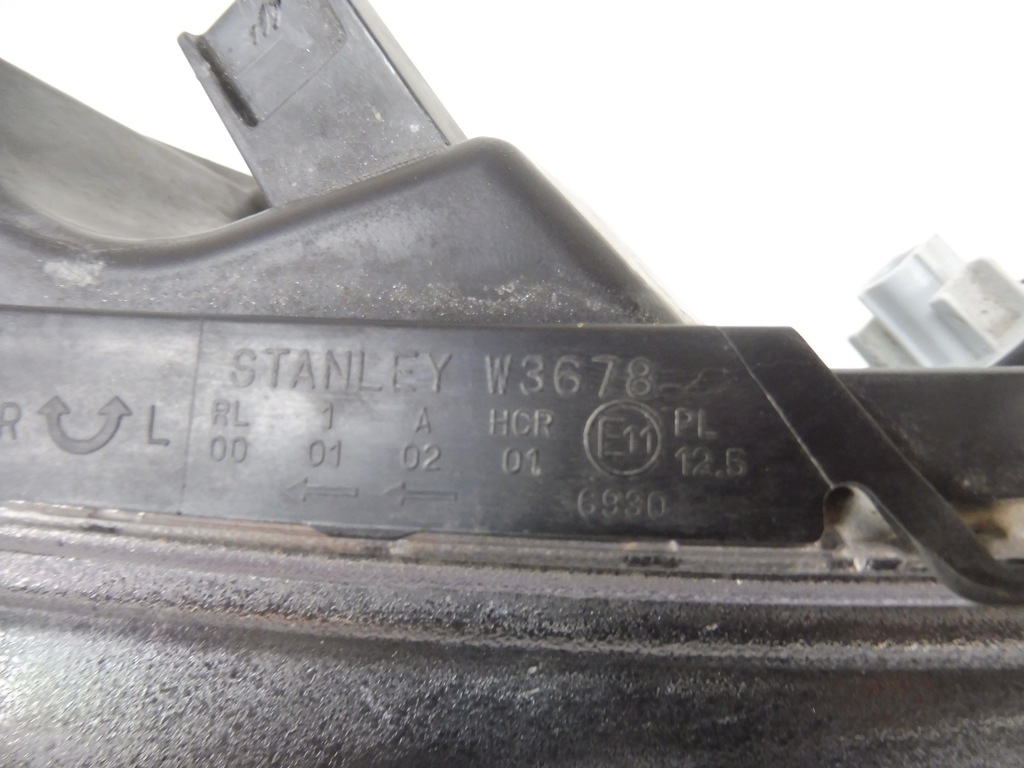 STANLEY W3678
R L
RL 1 A HCR E11 PL
00 01 02 01 12.5
6930